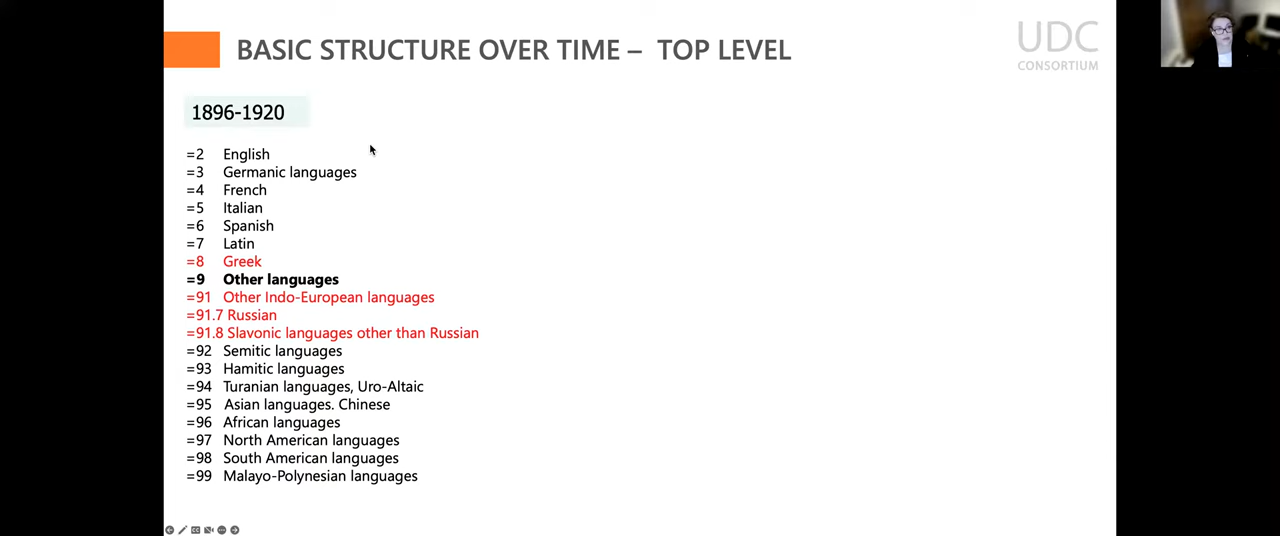 BASIC STRUCTURE OVER TIME – TOP LEVEL
UDC
CONSORTIUM
1896-1920
=2 English
=3 Germanic languages
=4 French
=5 Italian
=6 Spanish
=7 Latin
=8 Greek
=9 Other languages
=91 Other Indo-European languages
=91.7 Russian
=91.8 Slavonic languages other than Russian
=92 Semitic languages
=93 Hamitic languages
=94 Turanian languages, Uro-Altaic
=95 Asian languages. Chinese
=96 African languages
=97 North American languages
=98 South American languages
=99 Malayo-Polynesian languages